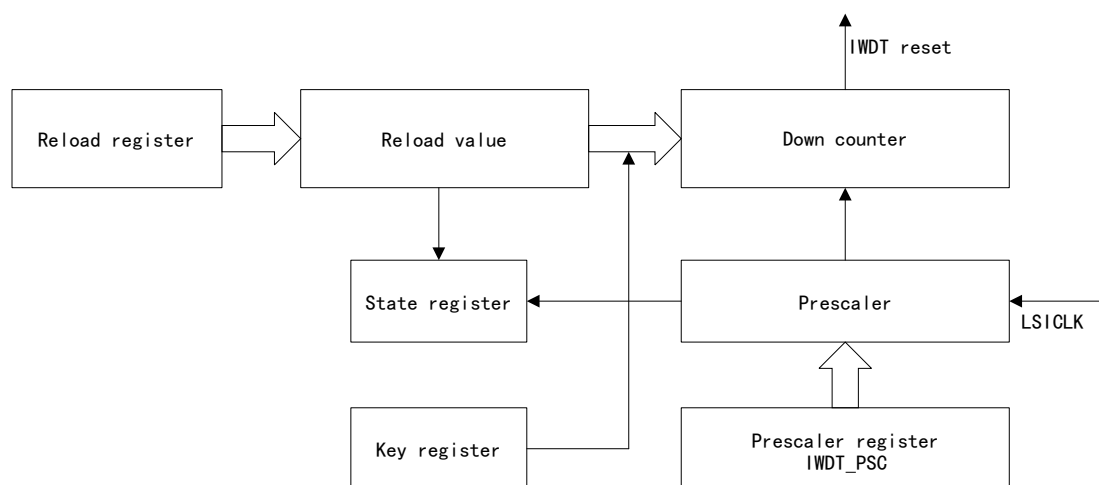 IWDT reset
Reload register
Reload value
Down counter
State register
Prescaler
LSICLK
Key register
Prescaler register
IWDT_PSC